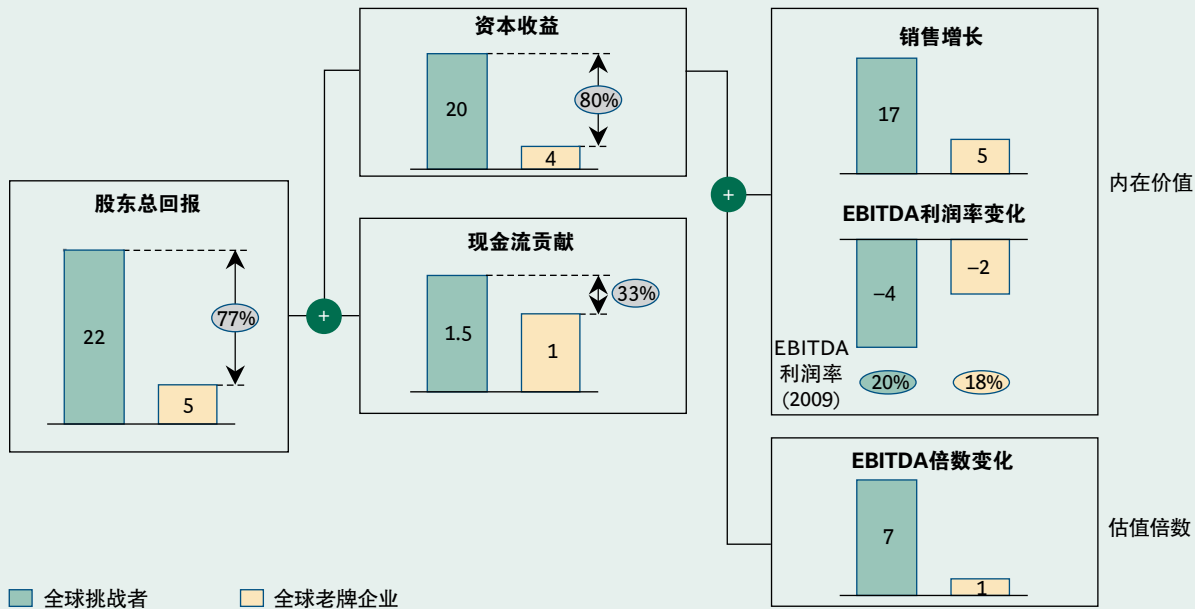 股东总回报
22
77%
5
+
资本收益
20
80%
4
现金流贡献
1.5
33%
1
+
销售增长
17
5
EBITDA利润率变化
–4
–2
EBITDA
利润率
(2009)
20%
18%
内在价值
EBITDA倍数变化
7
1
估值倍数
全球挑战者
全球老牌企业